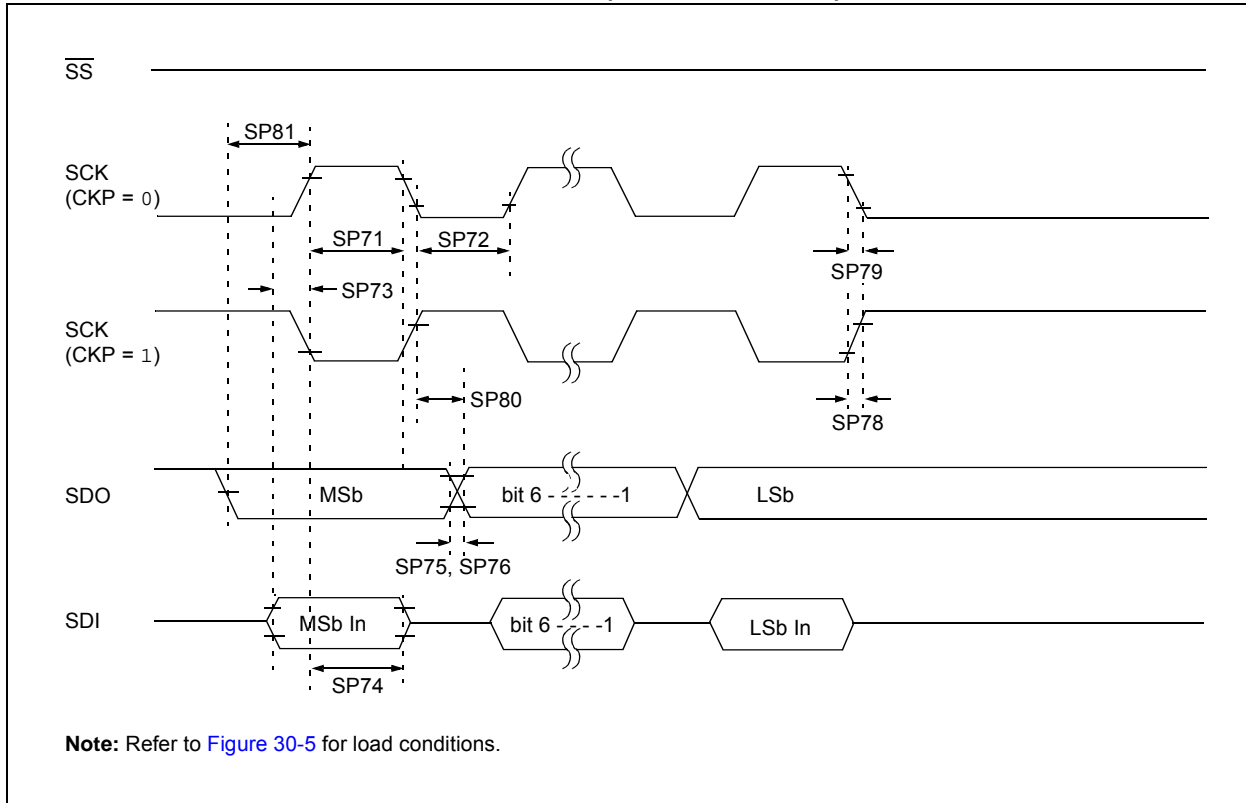 SS
SP81
SCK
(CKP = 0)
SP71
SP72
SP79
SP73
SCK
(CKP = 1)
SP80
SP78
SDO
MSb
bit 6 - - - - - -1
LSb
SP75, SP76
SDI
MSb In
bit 6 - - - -1
LSb In
SP74
Note: Refer to Figure 30-5 for load conditions.